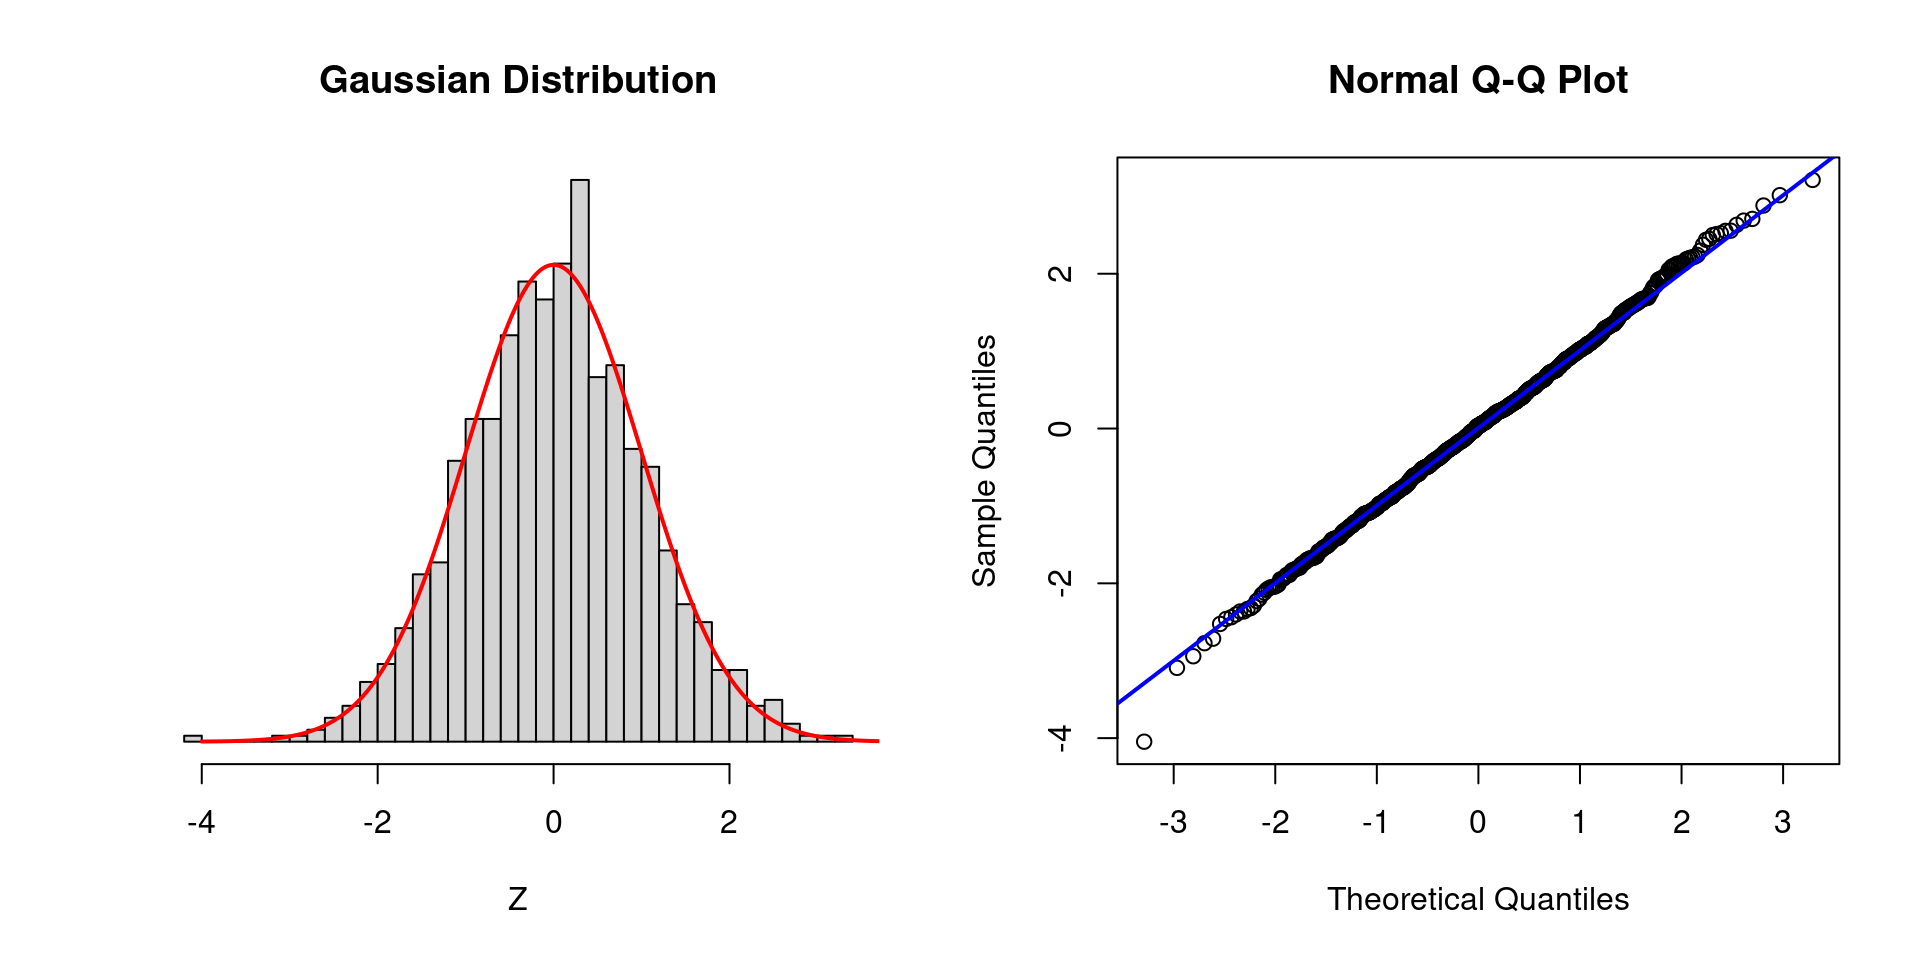 Gaussian Distribution
-4 -2 0 2
Z
Normal Q-Q Plot
Sample Quantiles
2
0
-2
-4
-3 -2 -1 0 1 2 3
Theoretical Quantiles